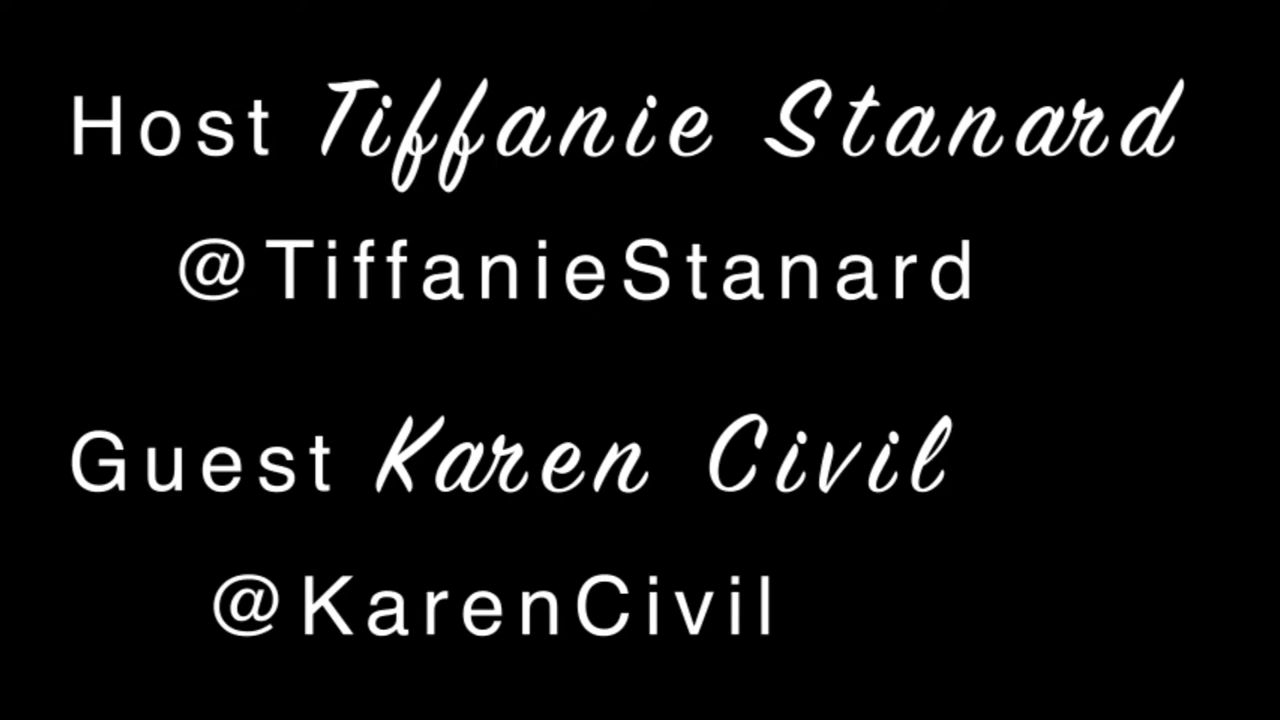 Host Tiffanie Stanard
@TiffanieStanard
Guest Karen Civil
@KarenCivil